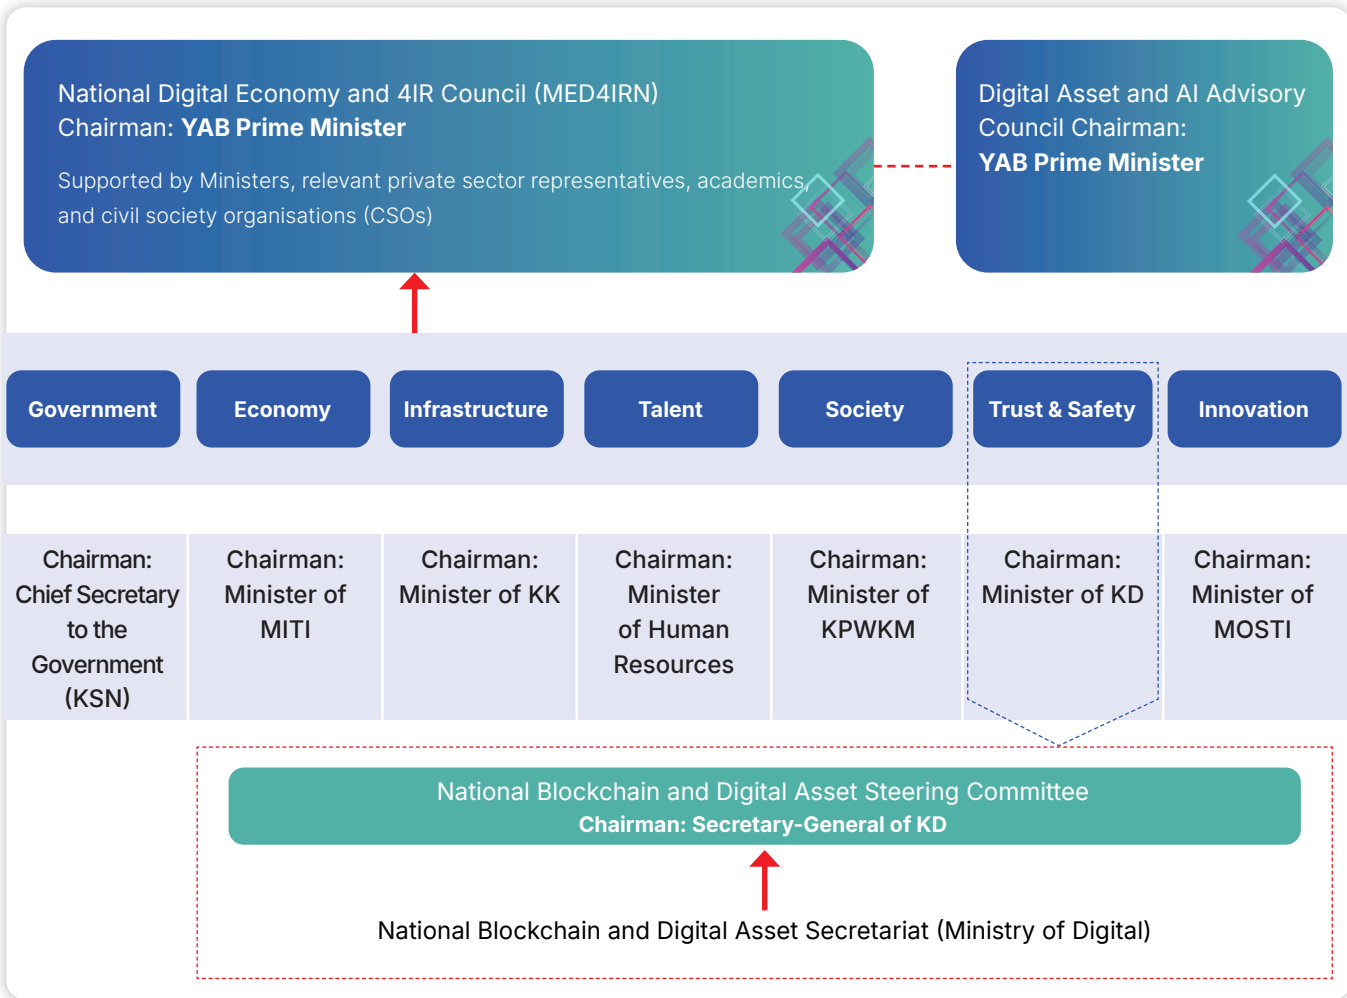 National Digital Economy and 4IR Council (MED4IRN)
Chairman: YAB Prime Minister
Supported by Ministers, relevant private sector representatives, academics,
and civil society organisations (CSOs)
Digital Asset and AI Advisory
Council Chairman:
YAB Prime Minister
Government
Economy
Infrastructure
Talent
Society
Trust & Safety
Innovation
Chairman:
Chief Secretary
to the
Government
(KSN)
Chairman:
Minister of
MITI
Chairman:
Minister of KK
Chairman:
Minister
of Human
Resources
Chairman:
Minister of
KPWKM
Chairman:
Minister of KD
Chairman:
Minister of
MOSTI
National Blockchain and Digital Asset Steering Committee
Chairman: Secretary-General of KD
National Blockchain and Digital Asset Secretariat (Ministry of Digital)